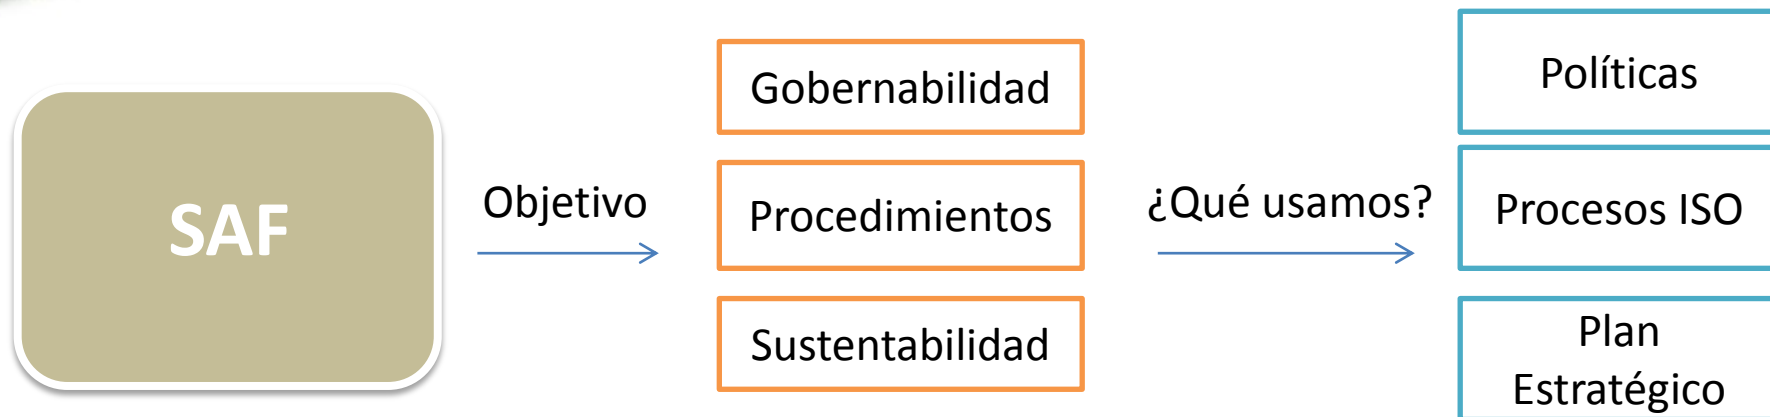 SAF
Objetivo
Gobernabilidad
Procedimientos
Sustentabilidad
¿Qué usamos?
Políticas
Procesos ISO
Plan
Estratégico